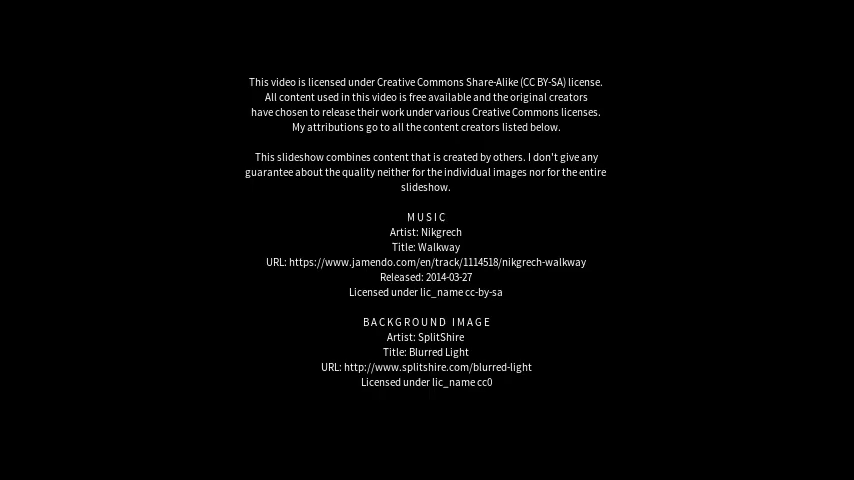 This video is licensed under Creative Commons Share-Alike (CC BY-SA) license.
All content used in this video is free available and the original creators
have chosen to release their work under various Creative Commons licenses.
My attributions go to all the content creators listed below.
This slideshow combines content that is created by others. I don't give any
guarantee about the quality neither for the individual images nor for the entire
slideshow.
MUSIC
Artist: Nikgrech
Title: Walkway
URL: https://www.jamendo.com/en/track/1114518/nikgrech-walkway
Released: 2014-03-27
Licensed under lic_name cc-by-sa
BACKGROUND IMAGE
Artist: SplitShire
Title: Blurred Light
URL: http://www.splitshire.com/blurred-light
Licensed under lic_name cc0